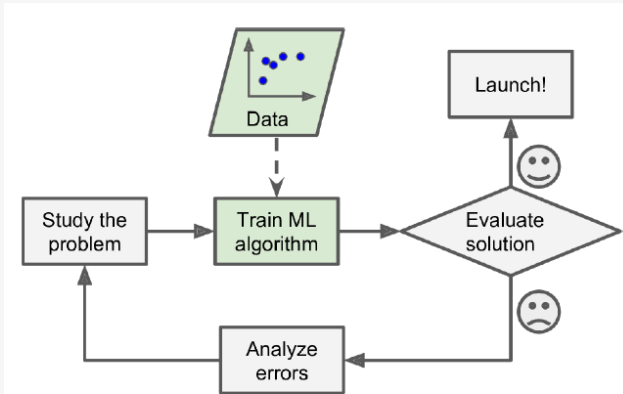 Data
Launch!
Study the
problem
Train ML
algorithm
Evaluate
solution
Analyze
errors